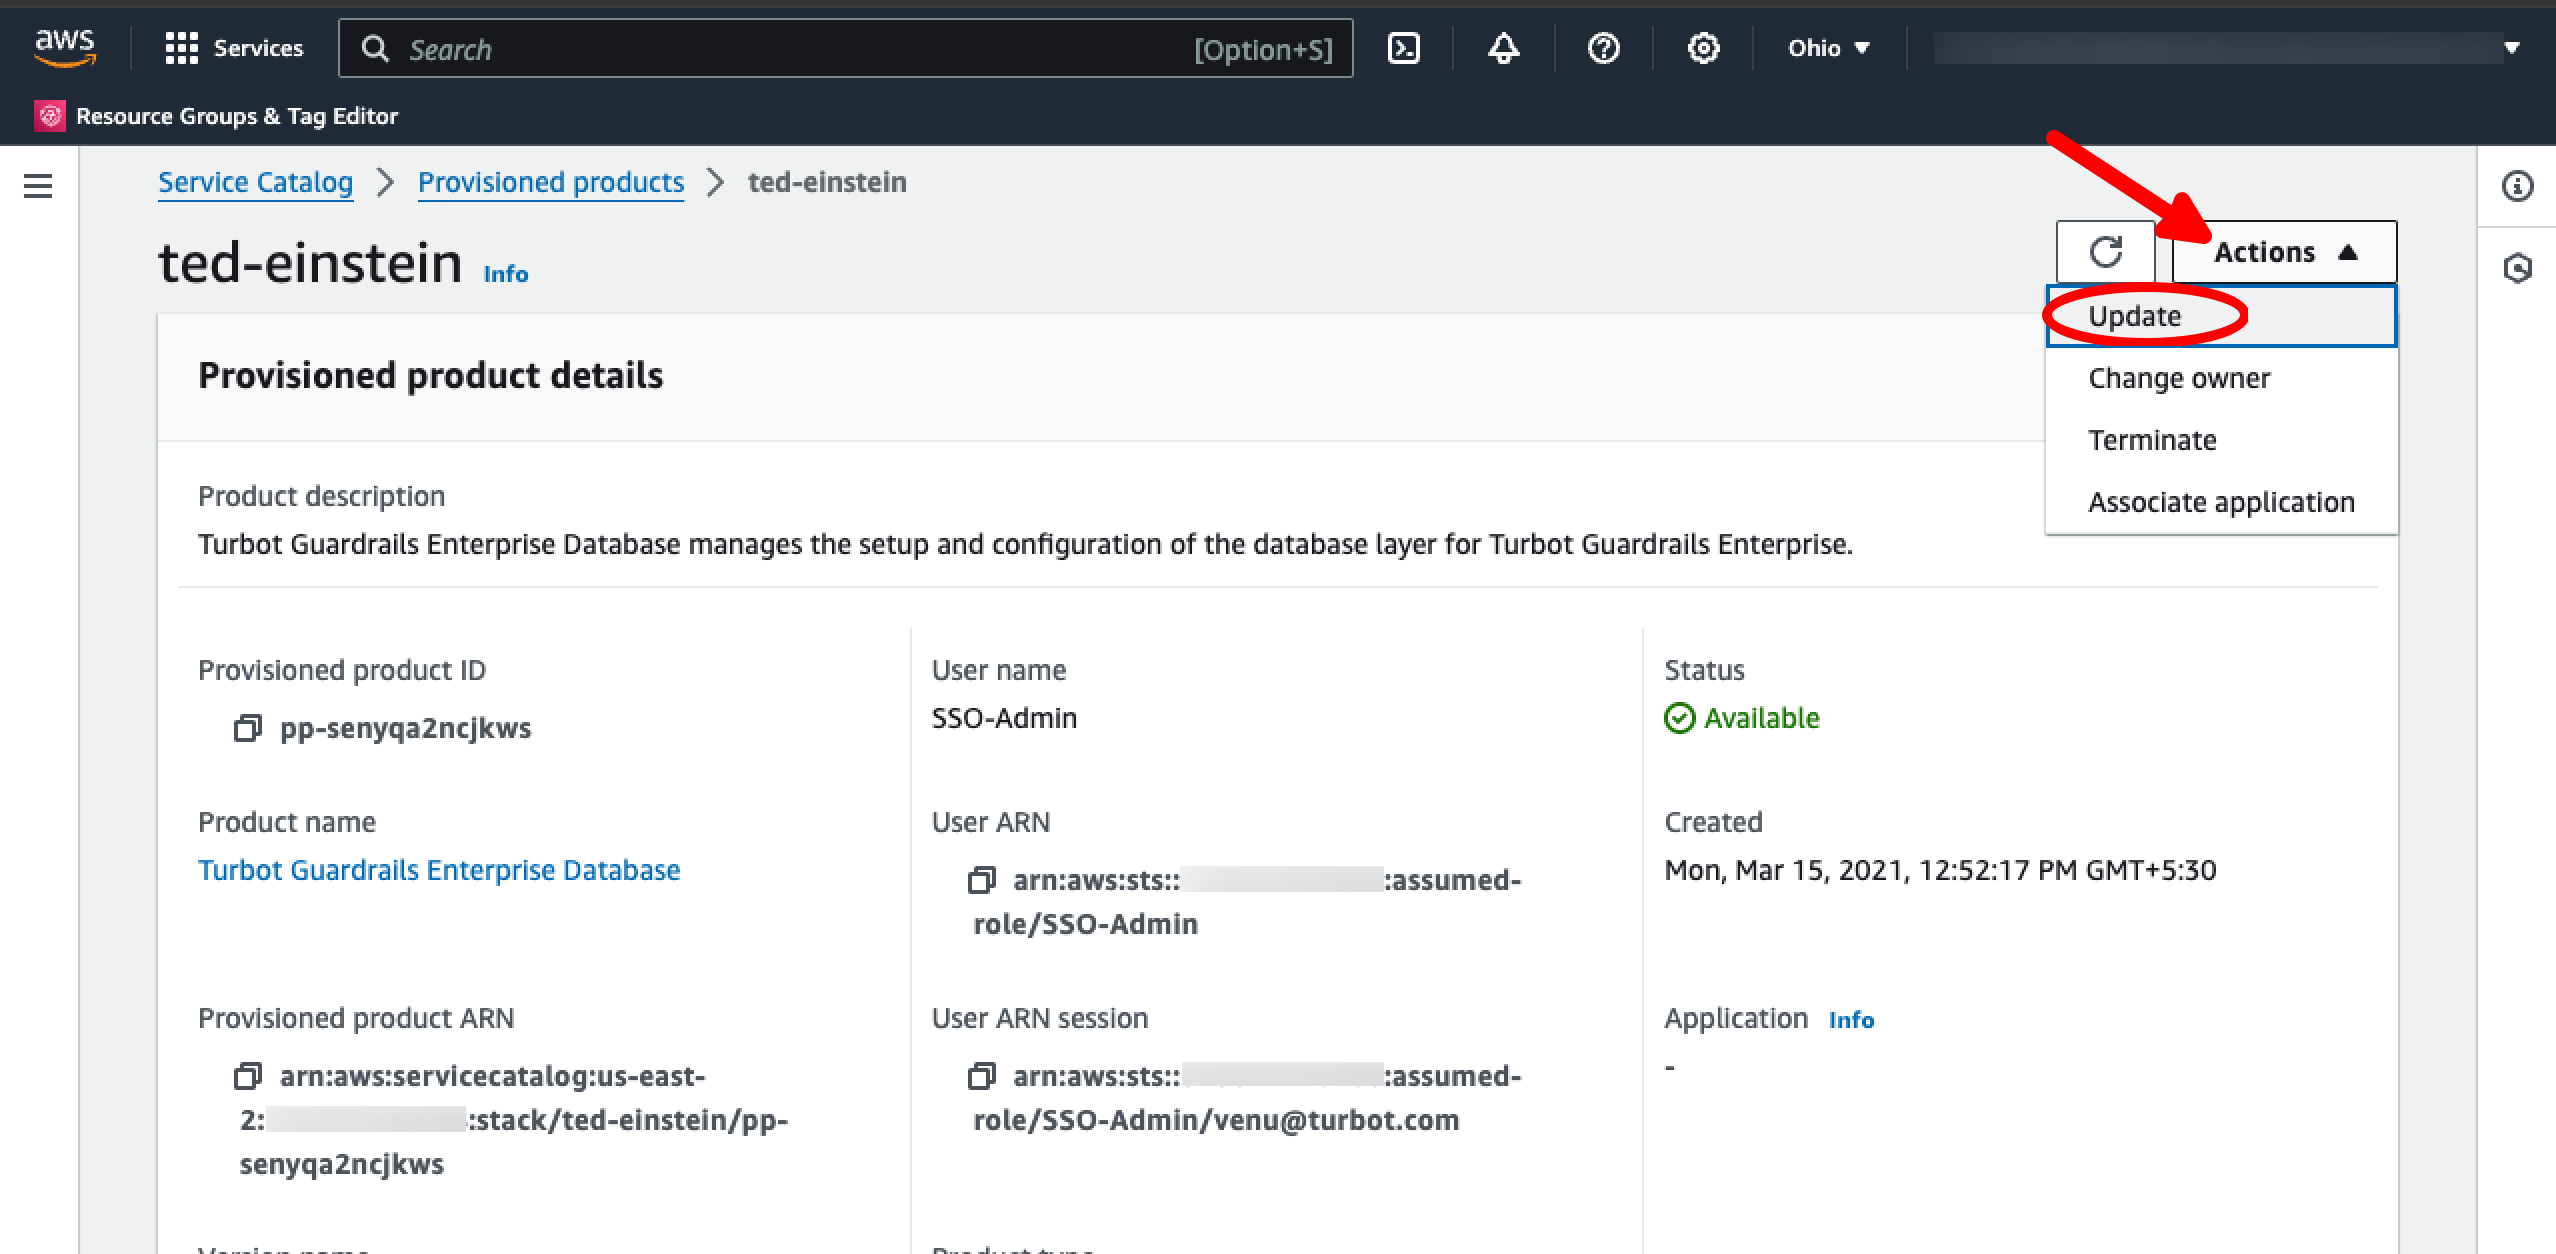 aws
Services
Search
[Option+S]
Ohio
Resource Groups & Tag Editor
Service Catalog
Provisioned products
ted-einstein
ted-einstein Info
Actions
Update
Change owner
Terminate
Associate application
Provisioned product details
Product description
Turbot Guardrails Enterprise Database manages the setup and configuration of the database layer for Turbot Guardrails Enterprise.
Provisioned product ID
pp-senyqa2ncjkws
Product name
Turbot Guardrails Enterprise Database
Provisioned product ARN
arn:aws:servicecatalog:us-east-
2: :stack/ted-einstein/pp-
senyqa2ncjkws
User name
SSO-Admin
User ARN
arn:aws:sts:: :assumed-
role/SSO-Admin
User ARN session
arn:aws:sts:: :assumed-
role/SSO-Admin/venu@turbot.com
Status
Available
Created
Mon, Mar 15, 2021, 12:52:17 PM GMT+5:30
Application Info
-
Version name
Product type